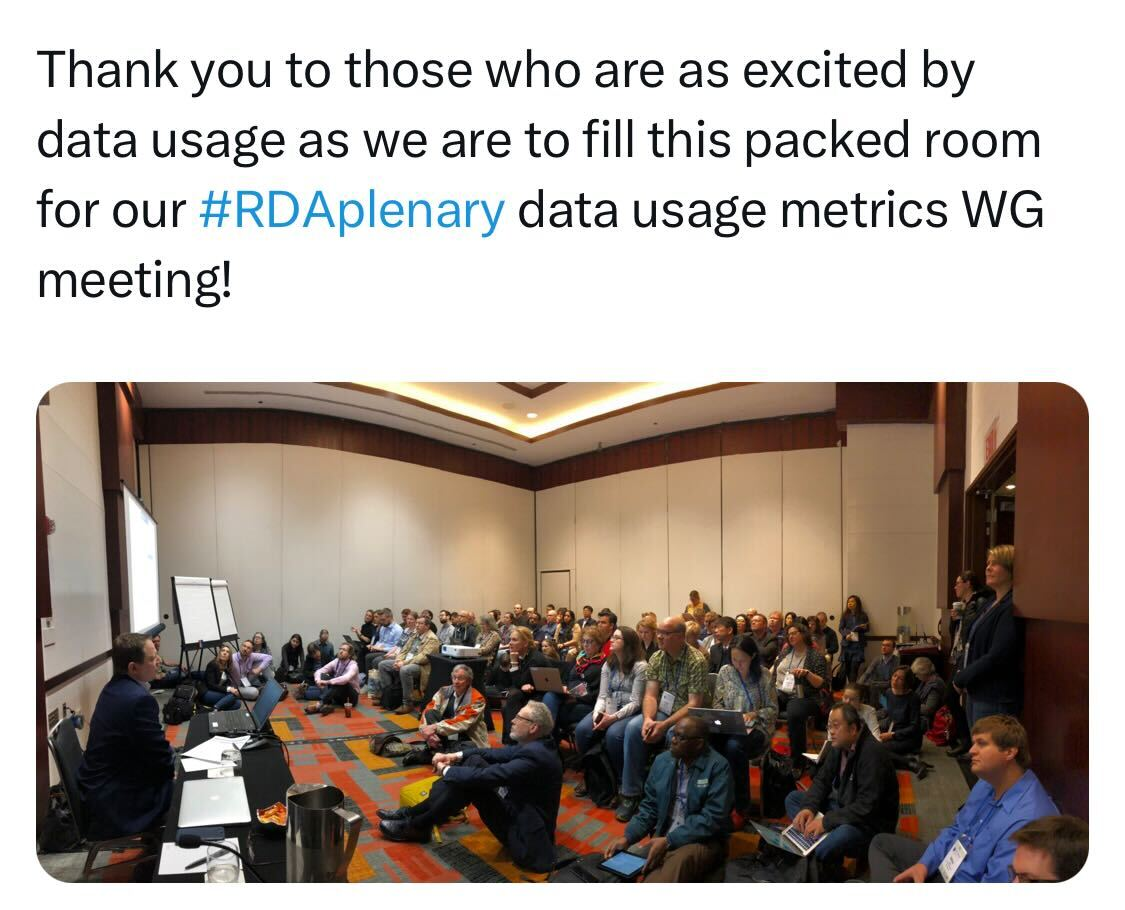 Thank you to those who are as excited by
data usage as we are to fill this packed room
for our #RDAplenary data usage metrics WG
meeting!